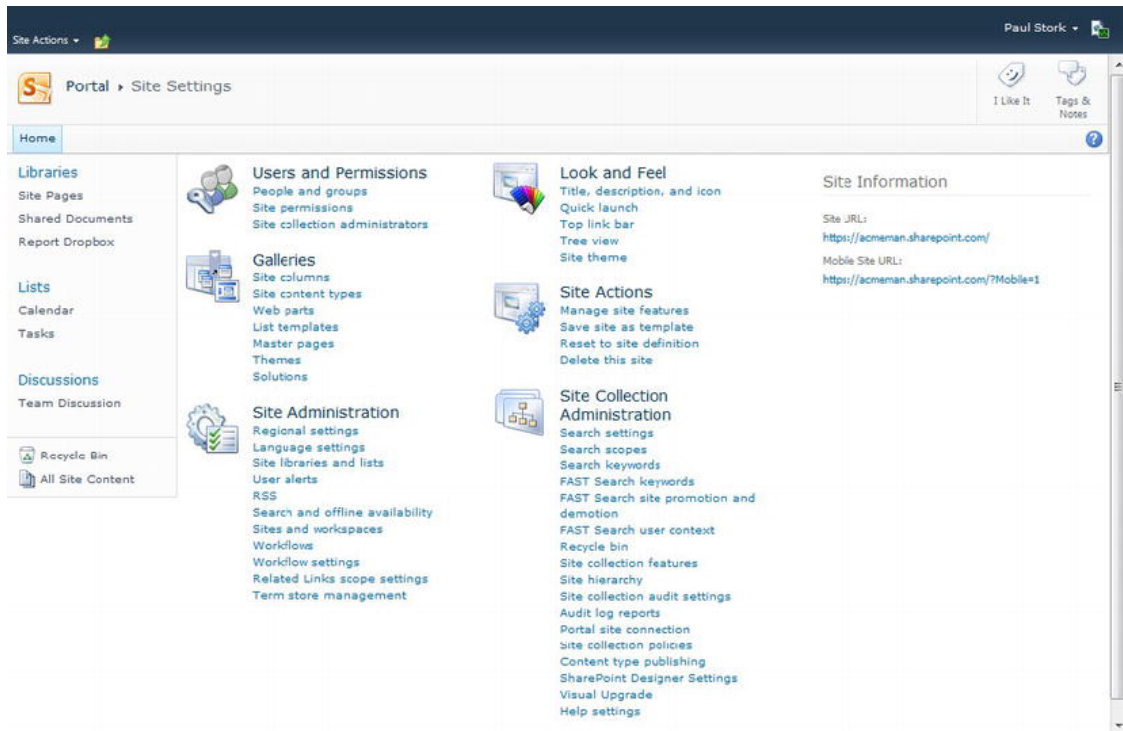 Paul Stork
Site Actions
Portal ▸ Site Settings
I Like It
Tags &
Notes
Home
Libraries
Site Pages
Shared Documents
Report Dropbox
Lists
Calendar
Tasks
Discussions
Team Discussion
Recycle Bin
All Site Content
Users and Permissions
People and groups
Site permissions
Site collection administrators
Galleries
Site columns
Site content types
Web parts
List templates
Master pages
Themes
Solutions
Site Administration
Regional settings
Language settings
Site libraries and lists
User alerts
RSS
Search and offline availability
Sites and workspaces
Workflows
Workflow settings
Related Links scope settings
Term store management
Look and Feel
Title, description, and icon
Quick launch
Top link bar
Tree view
Site theme
Site Actions
Manage site features
Save site as template
Reset to site definition
Delete this site
Site Collection
Administration
Search settings
Search scopes
Search keywords
FAST Search keywords
FAST Search site promotion and
demotion
FAST Search user context
Recycle bin
Site collection features
Site hierarchy
Site collection audit settings
Audit log reports
Portal site connection
Site collection policies
Content type publishing
SharePoint Designer Settings
Visual Upgrade
Help settings
Site Information
Site URL:
https://acmeman.sharepoint.com/
Mobile Site URL:
https://acmeman.sharepoint.com/?Mobile=1